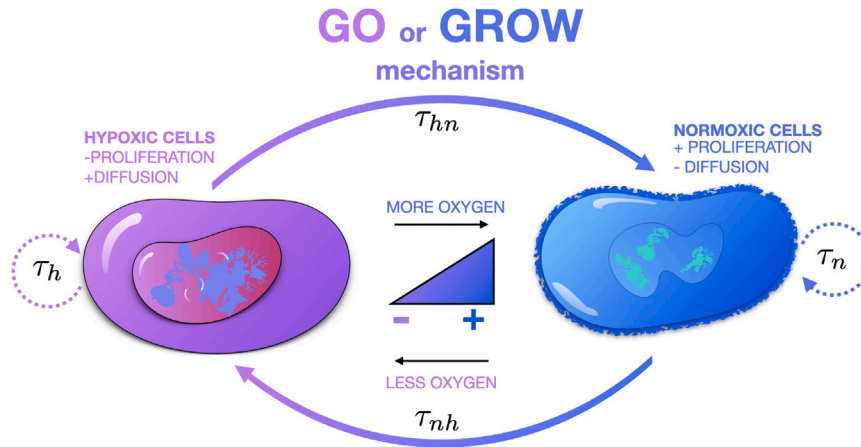 GO or GROW
mechanism
τhn
HYPOXIC CELLS
-PROLIFERATION
+DIFFUSION
NORMOXIC CELLS
+ PROLIFERATION
- DIFFUSION
MORE OXYGEN
τh
τn
- +
LESS OXYGEN
τnh